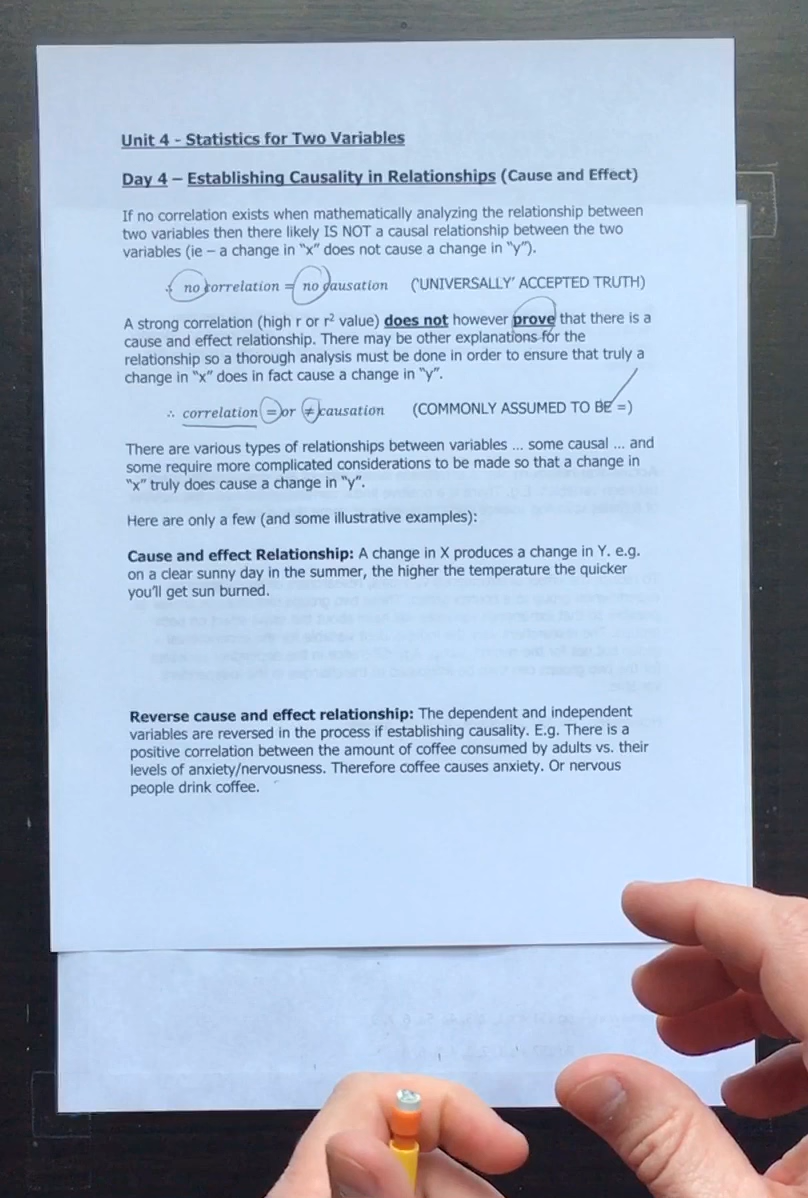 Unit 4 - Statistics for Two Variables
Day 4 – Establishing Causality in Relationships (Cause and Effect)
If no correlation exists when mathematically analyzing the relationship between
two variables then there likely IS NOT a causal relationship between the two
variables (ie – a change in “x” does not cause a change in “y”).
∴ no correlation = no causation ('UNIVERSALLY' ACCEPTED TRUTH)
A strong correlation (high r or r² value) does not however prove that there is a
cause and effect relationship. There may be other explanations for the
relationship so a thorough analysis must be done in order to ensure that truly a
change in “x” does in fact cause a change in “y”.
∴ correlation = or ≠ causation (COMMONLY ASSUMED TO BE =)
There are various types of relationships between variables ... some causal ... and
some require more complicated considerations to be made so that a change in
“x” truly does cause a change in “y”.
Here are only a few (and some illustrative examples):
Cause and effect Relationship: A change in X produces a change in Y. e.g.
on a clear sunny day in the summer, the higher the temperature the quicker
you’ll get sun burned.
Reverse cause and effect relationship: The dependent and independent
variables are reversed in the process if establishing causality. E.g. There is a
positive correlation between the amount of coffee consumed by adults vs. their
levels of anxiety/nervousness. Therefore coffee causes anxiety. Or nervous
people drink coffee.